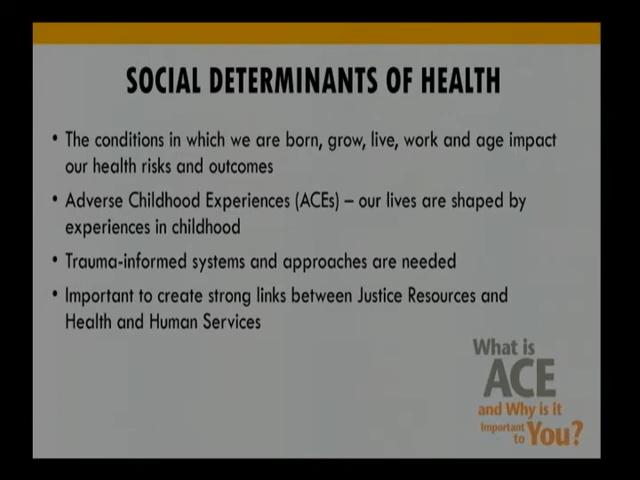 SOCIAL DETERMINANTS OF HEALTH
• The conditions in which we are born, grow, live, work and age impact
our health risks and outcomes
• Adverse Childhood Experiences (ACEs) – our lives are shaped by
experiences in childhood
• Trauma-informed systems and approaches are needed
• Important to create strong links between Justice Resources and
Health and Human Services
What is
ACE
and Why is it
Important
to You?